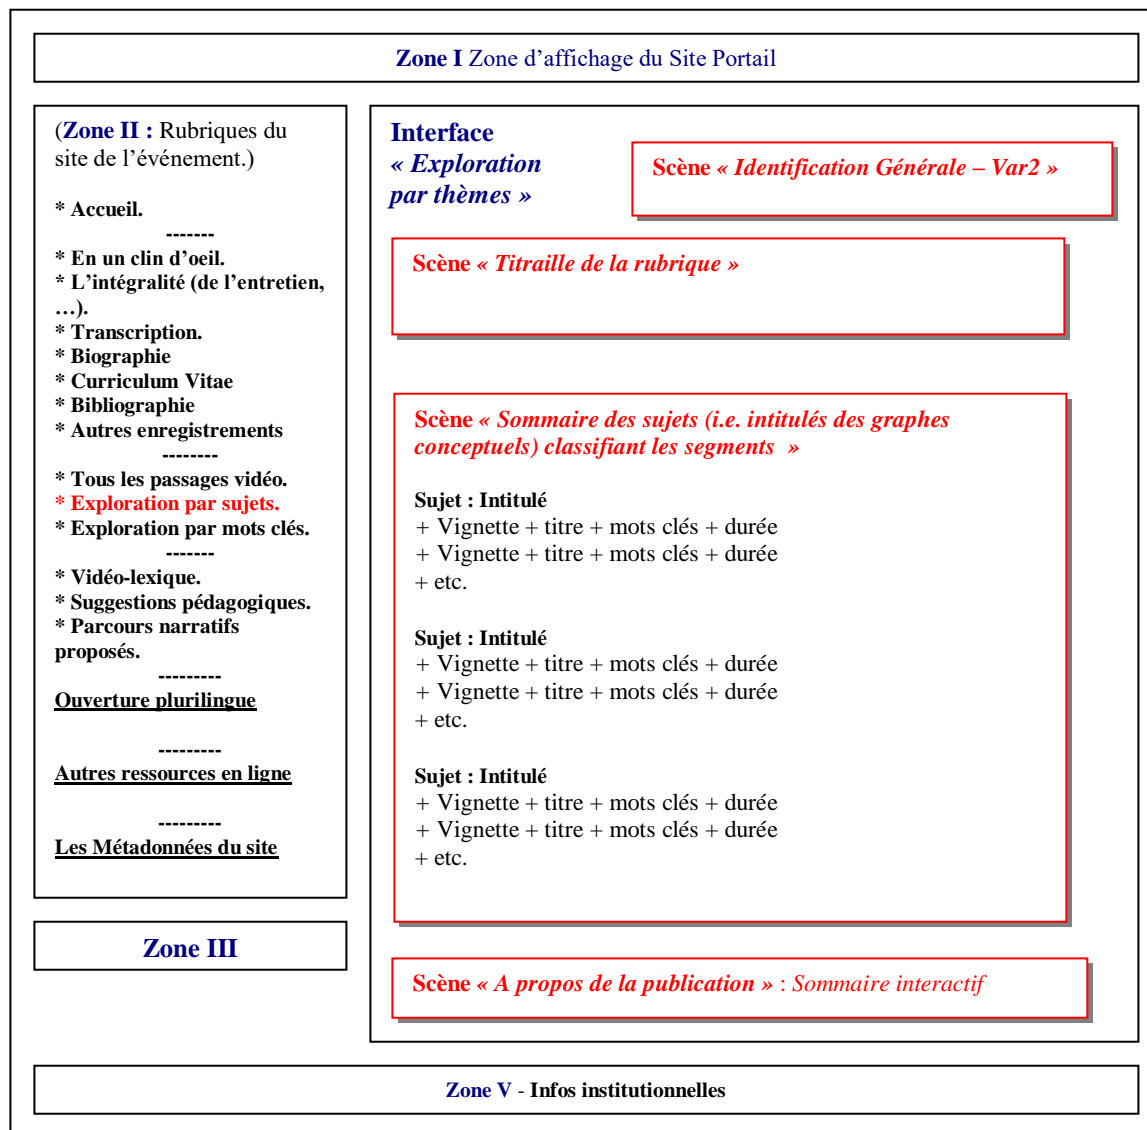 Zone I Zone d’affichage du Site Portail
(Zone II : Rubriques du
site de l’événement.)
* Accueil.
-------
* En un clin d’oeil.
* L’intégralité (de l’entretien,
…).
* Transcription.
* Biographie
* Curriculum Vitae
* Bibliographie
* Autres enregistrements
--------
* Tous les passages vidéo.
* Exploration par sujets.
* Exploration par mots clés.
-------
* Vidéo-lexique.
* Suggestions pédagogiques.
* Parcours narratifs
proposés.
---------
Ouverture plurilingue
---------
Autres ressources en ligne
---------
Les Métadonnées du site
Zone III
Interface
« Exploration
par thèmes »
Scène « Identification Générale – Var2 »
Scène « Titraille de la rubrique »
Scène « Sommaire des sujets (i.e. intitulés des graphes
conceptuels) classifiant les segments »
Sujet : Intitulé
+ Vignette + titre + mots clés + durée
+ Vignette + titre + mots clés + durée
+ etc.
Sujet : Intitulé
+ Vignette + titre + mots clés + durée
+ Vignette + titre + mots clés + durée
+ etc.
Sujet : Intitulé
+ Vignette + titre + mots clés + durée
+ Vignette + titre + mots clés + durée
+ etc.
Scène « A propos de la publication » : Sommaire interactif
Zone V - Infos institutionnelles